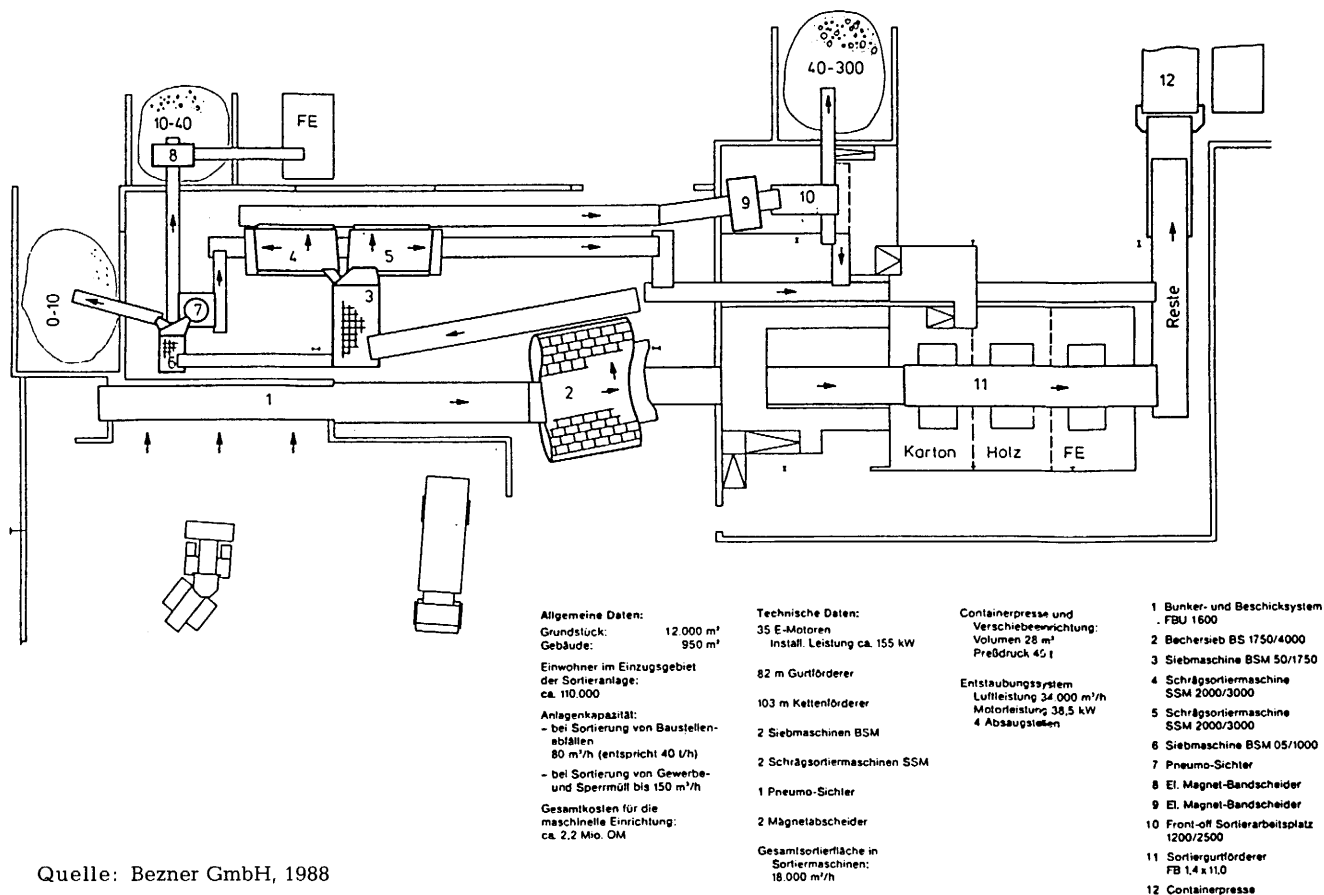 40-300
12
10-40
FE
8
9
10
4
5
3
7
0-10
6
2
1
11
Reste
Karton
Holz
FE
Allgemeine Daten:
Grundstück: 12.000 m²
Gebäude: 950 m²
Einwohner im Einzugsgebiet
der Sortieranlage:
ca. 110.000
Anlagenkapazität:
- bei Sortierung von Baustellen-
abfällen
80 m³/h (entspricht 40 t/h)
- bei Sortierung von Gewerbe-
und Sperrmüll bis 150 m³/h
Gesamtkosten für die
maschinelle Einrichtung:
ca. 2,2 Mio. DM
Technische Daten:
35 E-Motoren
Install. Leistung ca. 155 kW
82 m Gurtförderer
103 m Kettenförderer
2 Siebmaschinen BSM
2 Schrägsortiermaschinen SSM
1 Pneumo-Sichter
2 Magnetabscheider
Gesamtsortierfläche in
Sortiermaschinen:
18.000 m²/h
Containerpresse und
Verschiebeeinrichtung:
Volumen 28 m³
Preßdruck 45 t
Entstaubungssystem
Luftleistung 34 000 m³/h
Motorleistung 38,5 kW
4 Absaugstellen
1 Bunker- und Beschicksystem
FBU 1600
2 Bechersieb BS 1750/4000
3 Siebmaschine BSM 50/1750
4 Schrägsortiermaschine
SSM 2000/3000
5 Schrägsortiermaschine
SSM 2000/3000
6 Siebmaschine BSM 05/1000
7 Pneumo-Sichter
8 El. Magnet-Bandscheider
9 El. Magnet-Bandscheider
10 Front-off Sortierarbeitsplatz
1200/2500
11 Sortiergurtförderer
FB 1,4 x 11,0
12 Containerpresse
Quelle: Bezner GmbH, 1988